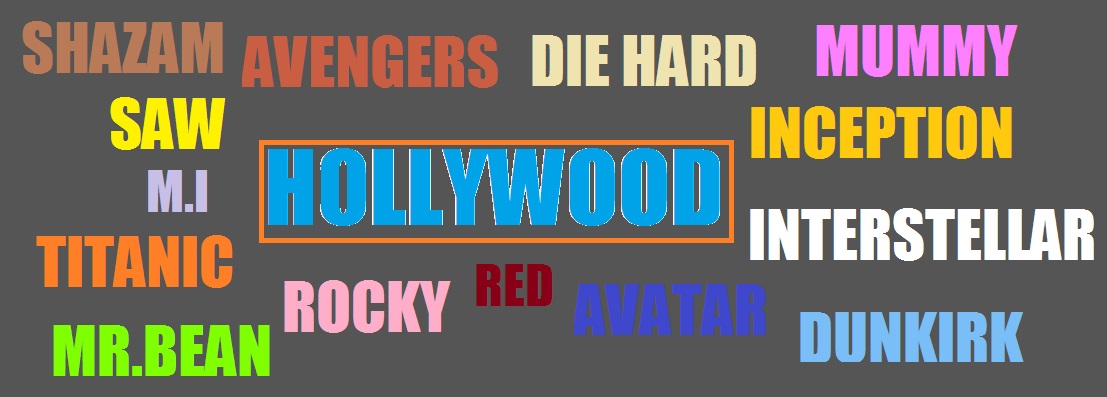 SHAZAM
AVENGERS
DIE HARD
MUMMY
SAW
INCEPTION
HOLLYWOOD
M.I
INTERSTELLAR
TITANIC
ROCKY
RED
AVATAR
MR.BEAN
DUNKIRK